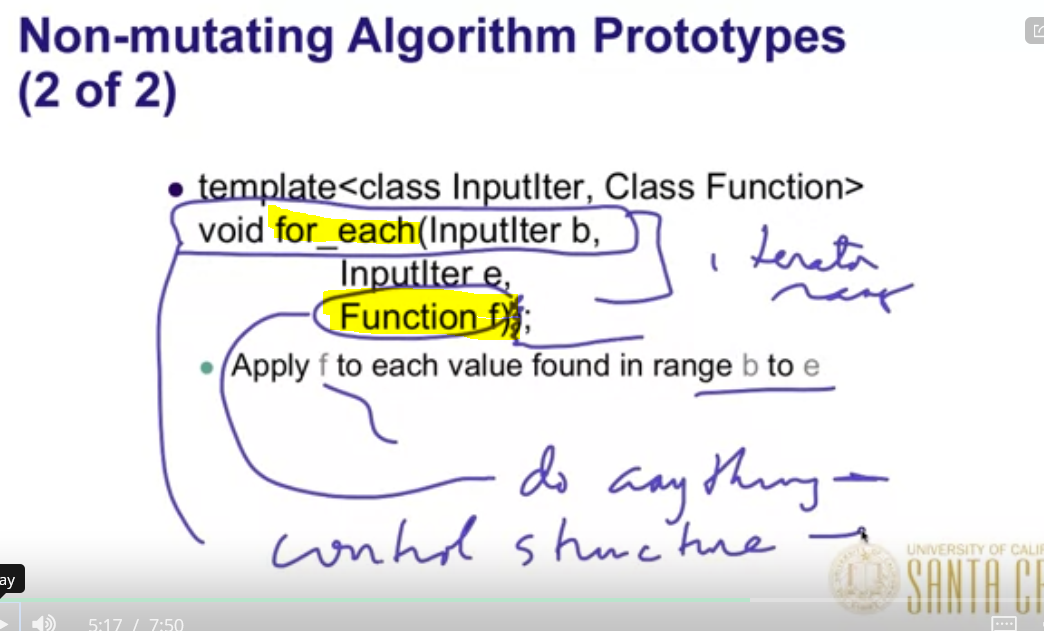 Non-mutating Algorithm Prototypes
(2 of 2)
• template<class InputIter, Class Function>
void for_each(InputIter b,
InputIter e,
Function f);
iterator
range
• Apply f to each value found in range b to e
do anything
control structure
ay
UNIVERSITY OF CALIF
SANTA CR
5:17 / 7:50